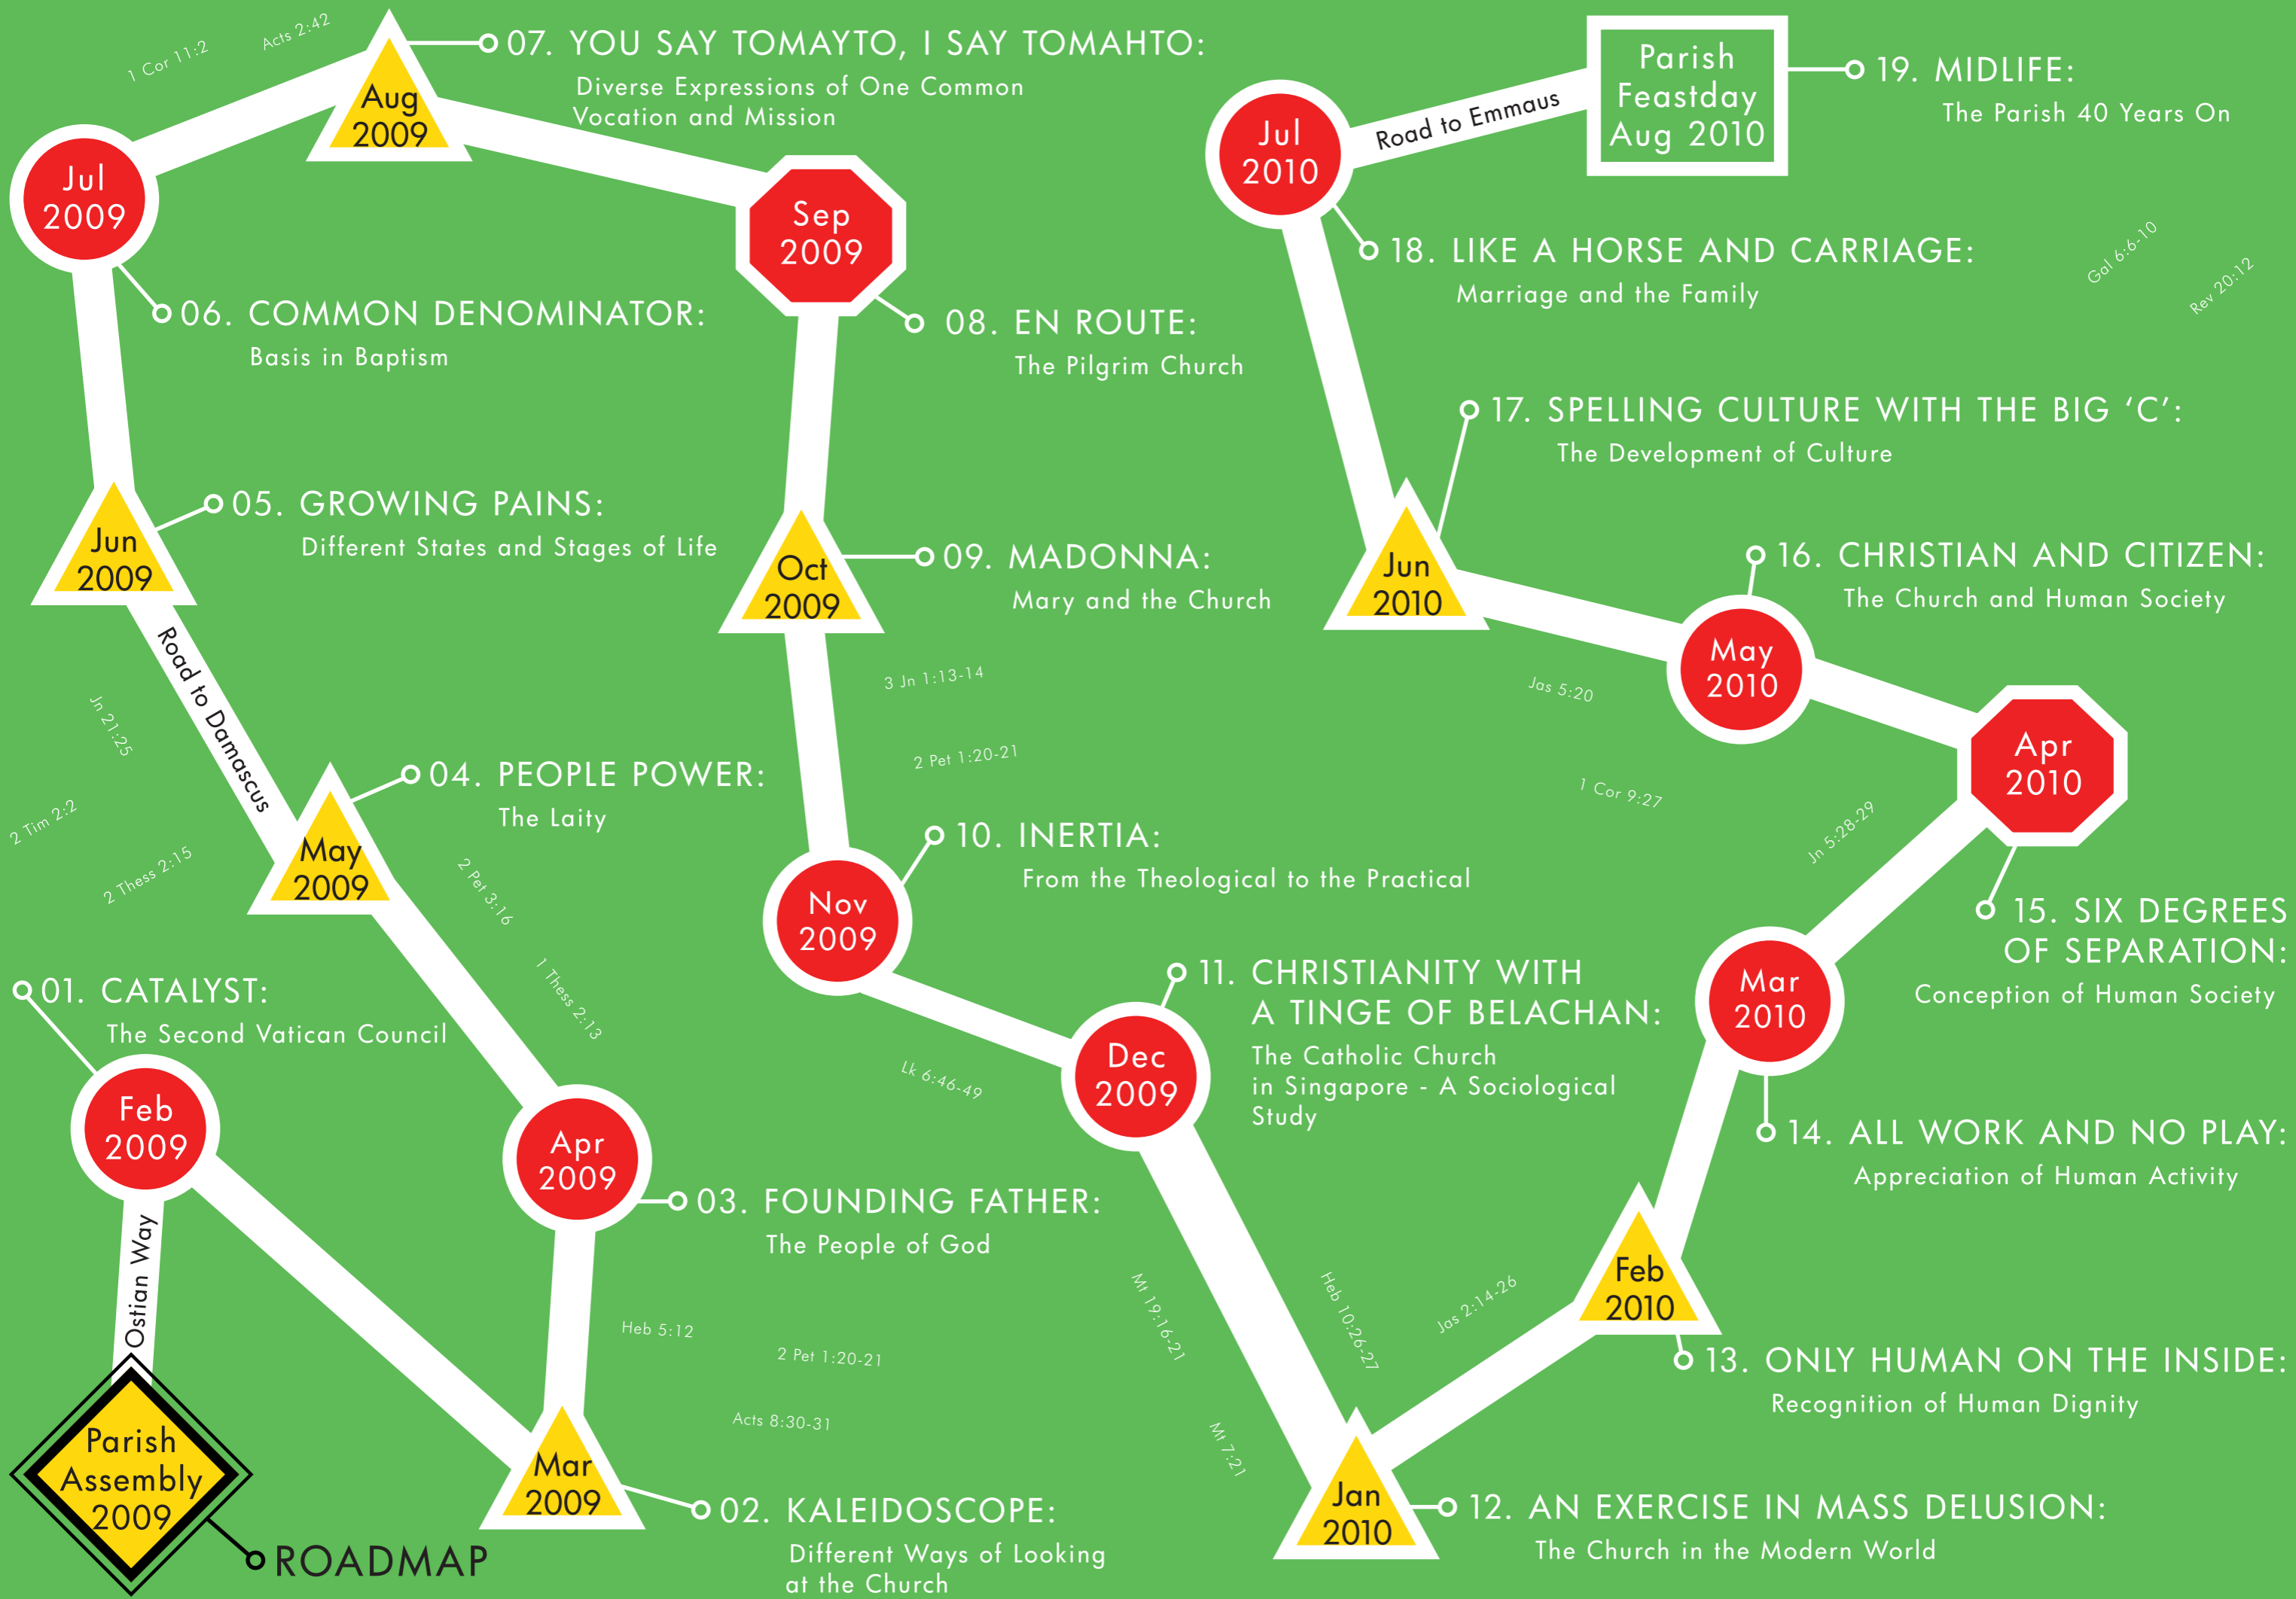 Parish
Assembly
2009
ROADMAP
Ostian Way
Feb
2009
01. CATALYST:
The Second Vatican Council
Mar
2009
02. KALEIDOSCOPE:
Different Ways of Looking
at the Church
Heb 5:12
2 Pet 1:20-21
Acts 8:30-31
Apr
2009
03. FOUNDING FATHER:
The People of God
2 Pet 3:16
1 Thess 2:13
May
2009
04. PEOPLE POWER:
The Laity
Road to Damascus
Jn 21:25
2 Tim 2:2
2 Thess 2:15
Jun
2009
05. GROWING PAINS:
Different States and Stages of Life
Jul
2009
06. COMMON DENOMINATOR:
Basis in Baptism
1 Cor 11:2
Acts 2:42
Aug
2009
07. YOU SAY TOMAYTO, I SAY TOMAHTO:
Diverse Expressions of One Common
Vocation and Mission
Sep
2009
08. EN ROUTE:
The Pilgrim Church
Oct
2009
09. MADONNA:
Mary and the Church
3 Jn 1:13-14
2 Pet 1:20-21
Nov
2009
10. INERTIA:
From the Theological to the Practical
Lk 6:46-49
Dec
2009
11. CHRISTIANITY WITH
A TINGE OF BELACHAN:
The Catholic Church
in Singapore - A Sociological
Study
Mt 19:16-21
Heb 10:26-27
Mt 7:21
Jan
2010
12. AN EXERCISE IN MASS DELUSION:
The Church in the Modern World
Jas 2:14-26
Feb
2010
13. ONLY HUMAN ON THE INSIDE:
Recognition of Human Dignity
Mar
2010
14. ALL WORK AND NO PLAY:
Appreciation of Human Activity
Jn 5:28-29
Apr
2010
15. SIX DEGREES
OF SEPARATION:
Conception of Human Society
May
2010
16. CHRISTIAN AND CITIZEN:
The Church and Human Society
Jas 5:20
1 Cor 9:27
Jun
2010
17. SPELLING CULTURE WITH THE BIG ‘C’:
The Development of Culture
Jul
2010
18. LIKE A HORSE AND CARRIAGE:
Marriage and the Family
Road to Emmaus
Parish
Feastday
Aug 2010
19. MIDLIFE:
The Parish 40 Years On
Gal 6:6-10
Rev 20:12